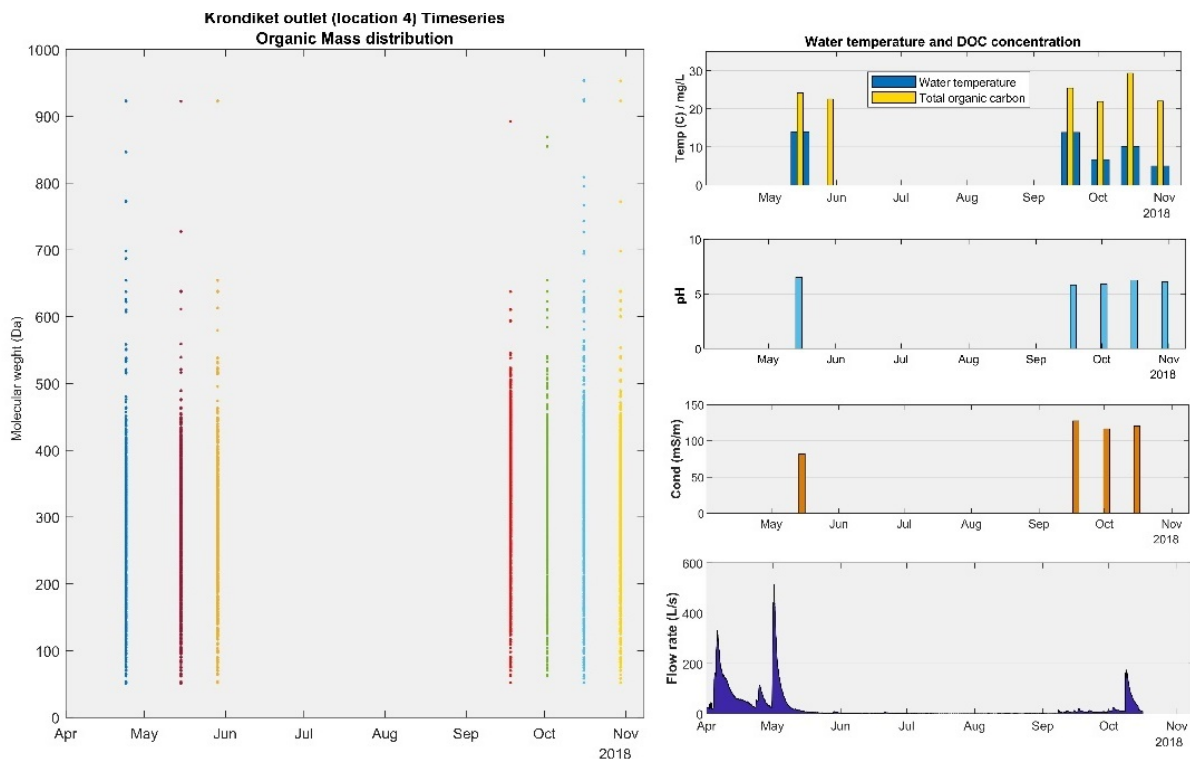 Krondiket outlet (location 4) Timeseries
Organic Mass distribution
1000
900
800
700
600
500
400
300
200
100
0
Molecular weght (Da)
Apr May Jun Jul Aug Sep Oct Nov
2018
Water temperature and DOC concentration
Water temperature
Total organic carbon
30
20
10
0
Temp (C) / mg/L
May Jun Jul Aug Sep Oct Nov
2018
10
5
0
pH
May Jun Jul Aug Sep Oct Nov
2018
150
100
50
0
Cond (mS/m)
May Jun Jul Aug Sep Oct Nov
2018
600
400
200
0
Flow rate (L/s)
Apr May Jun Jul Aug Sep Oct Nov
2018